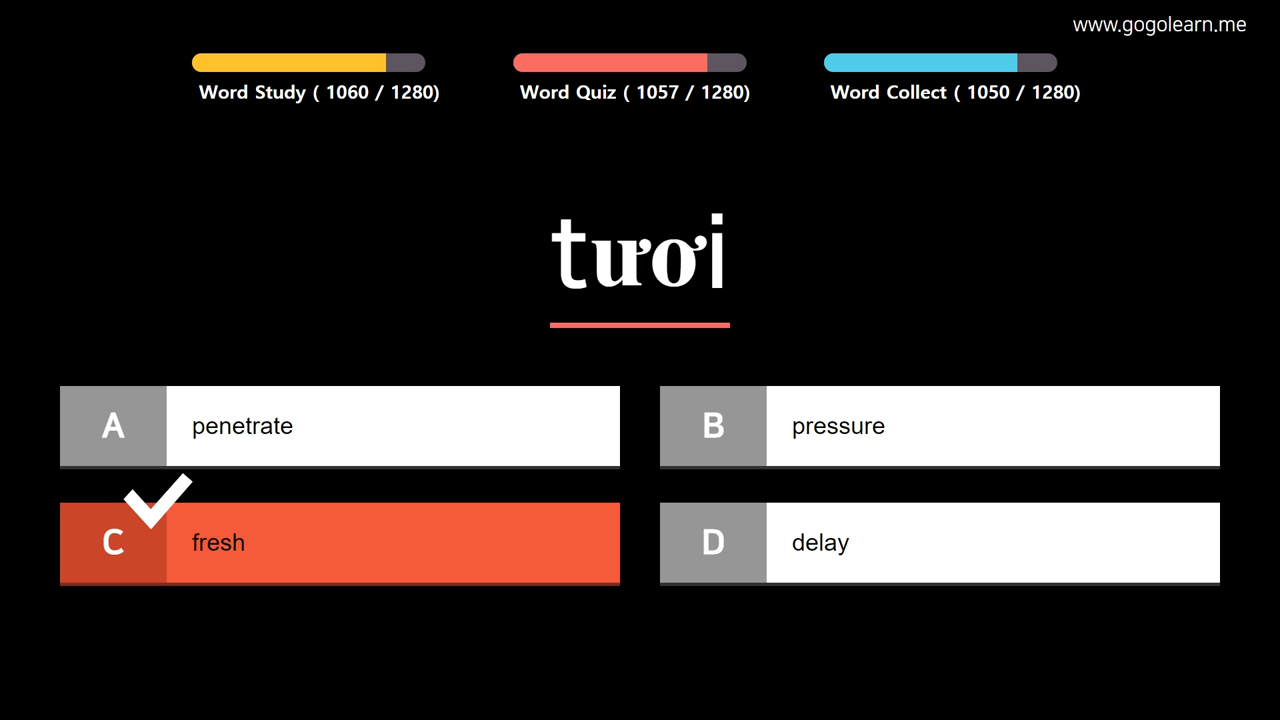 www.gogolearn.me
Word Study ( 1060 / 1280)
Word Quiz ( 1057 / 1280)
Word Collect ( 1050 / 1280)
tươi
A penetrate
B pressure
C fresh
D delay